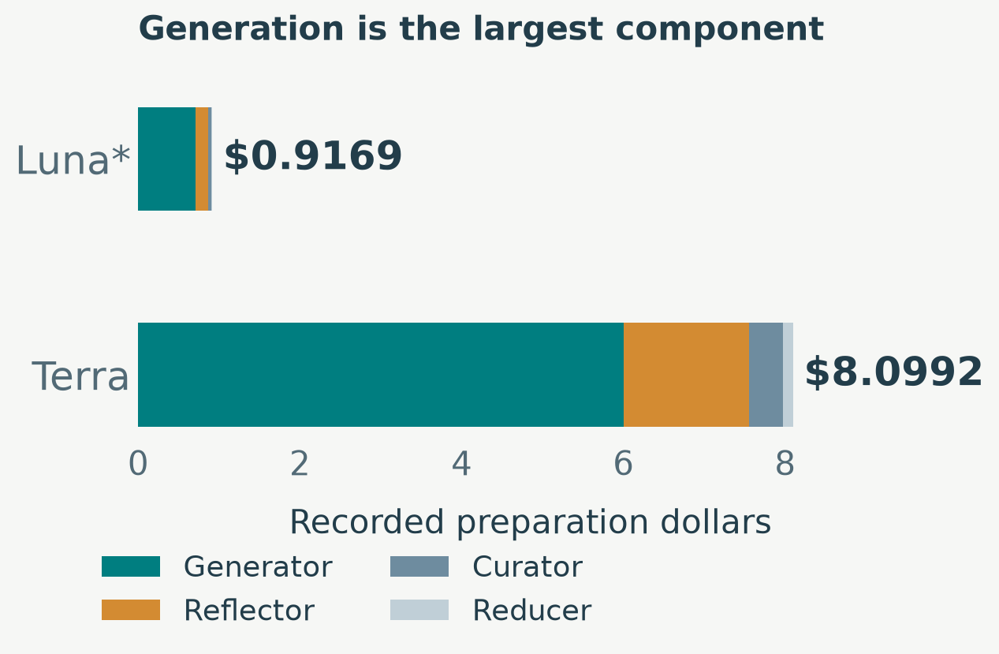 Generation is the largest component
Luna* $0.9169
Terra $8.0992
0 2 4 6 8
Recorded preparation dollars
Generator Curator
Reflector Reducer